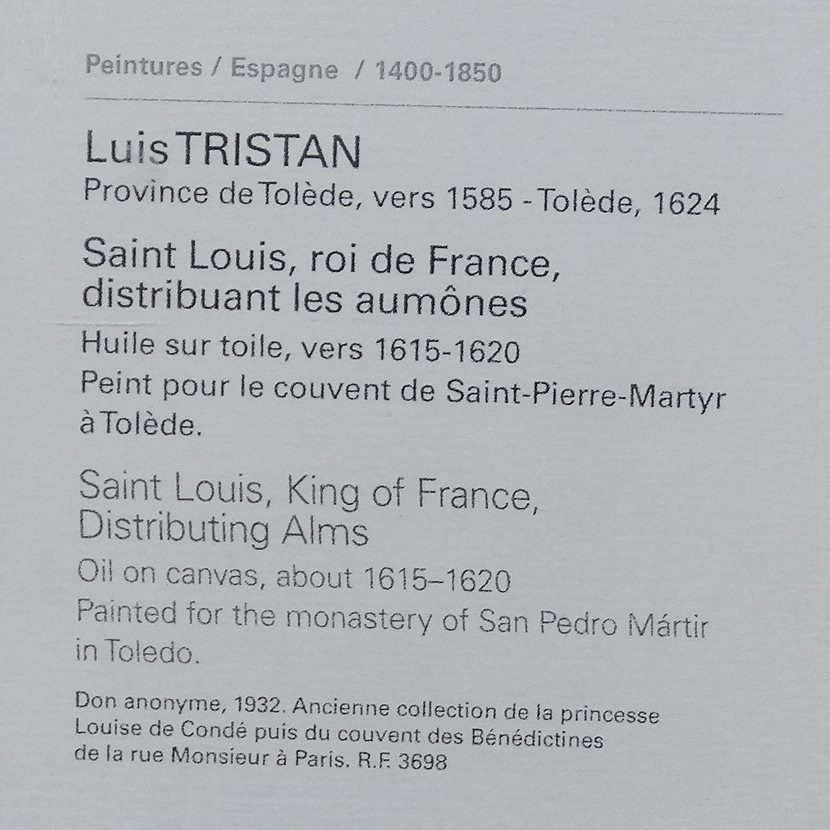 Peintures / Espagne / 1400-1850
Luis TRISTAN
Province de Tolède, vers 1585 - Tolède, 1624
Saint Louis, roi de France,
distribuant les aumônes
Huile sur toile, vers 1615-1620
Peint pour le couvent de Saint-Pierre-Martyr
à Tolède.
Saint Louis, King of France,
Distributing Alms
Oil on canvas, about 1615–1620
Painted for the monastery of San Pedro Mártir
in Toledo.
Don anonyme, 1932. Ancienne collection de la princesse
Louise de Condé puis du couvent des Bénédictines
de la rue Monsieur à Paris. R.F. 3698